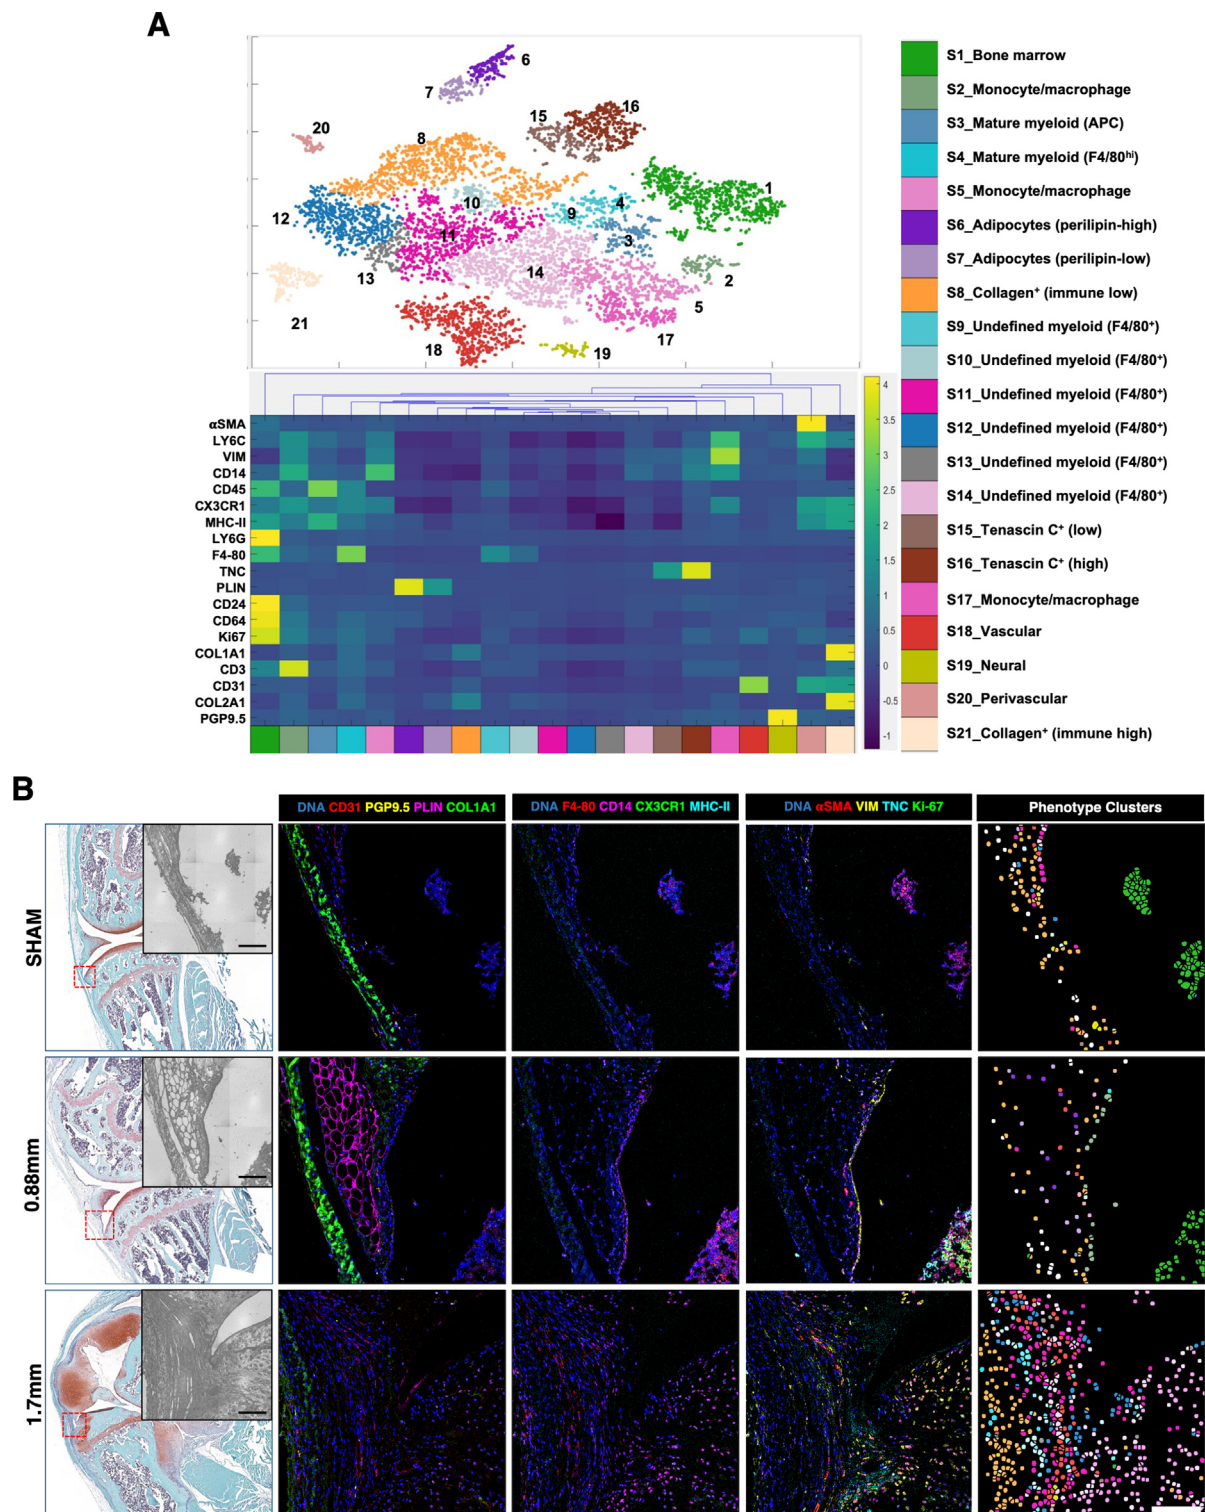 A
6
7
15
16
20
8
1
10
4
12
9
11
3
14
13
2
5
21
17
18
19
S1_Bone marrow
S2_Monocyte/macrophage
S3_Mature myeloid (APC)
S4_Mature myeloid (F4/80ʰⁱ)
S5_Monocyte/macrophage
S6_Adipocytes (perilipin-high)
S7_Adipocytes (perilipin-low)
S8_Collagen⁺ (immune low)
S9_Undefined myeloid (F4/80⁺)
S10_Undefined myeloid (F4/80⁺)
S11_Undefined myeloid (F4/80⁺)
S12_Undefined myeloid (F4/80⁺)
S13_Undefined myeloid (F4/80⁺)
S14_Undefined myeloid (F4/80⁺)
S15_Tenascin C⁺ (low)
S16_Tenascin C⁺ (high)
S17_Monocyte/macrophage
S18_Vascular
S19_Neural
S20_Perivascular
S21_Collagen⁺ (immune high)
αSMA
LY6C
VIM
CD14
CD45
CX3CR1
MHC-II
LY6G
F4-80
TNC
PLIN
CD24
CD64
Ki67
COL1A1
CD3
CD31
COL2A1
PGP9.5
4
3.5
3
2.5
2
1.5
1
0.5
0
-0.5
-1
B
DNA CD31 PGP9.5 PLIN COL1A1
DNA F4-80 CD14 CX3CR1 MHC-II
DNA αSMA VIM TNC Ki-67
Phenotype Clusters
SHAM
0.88mm
1.7mm